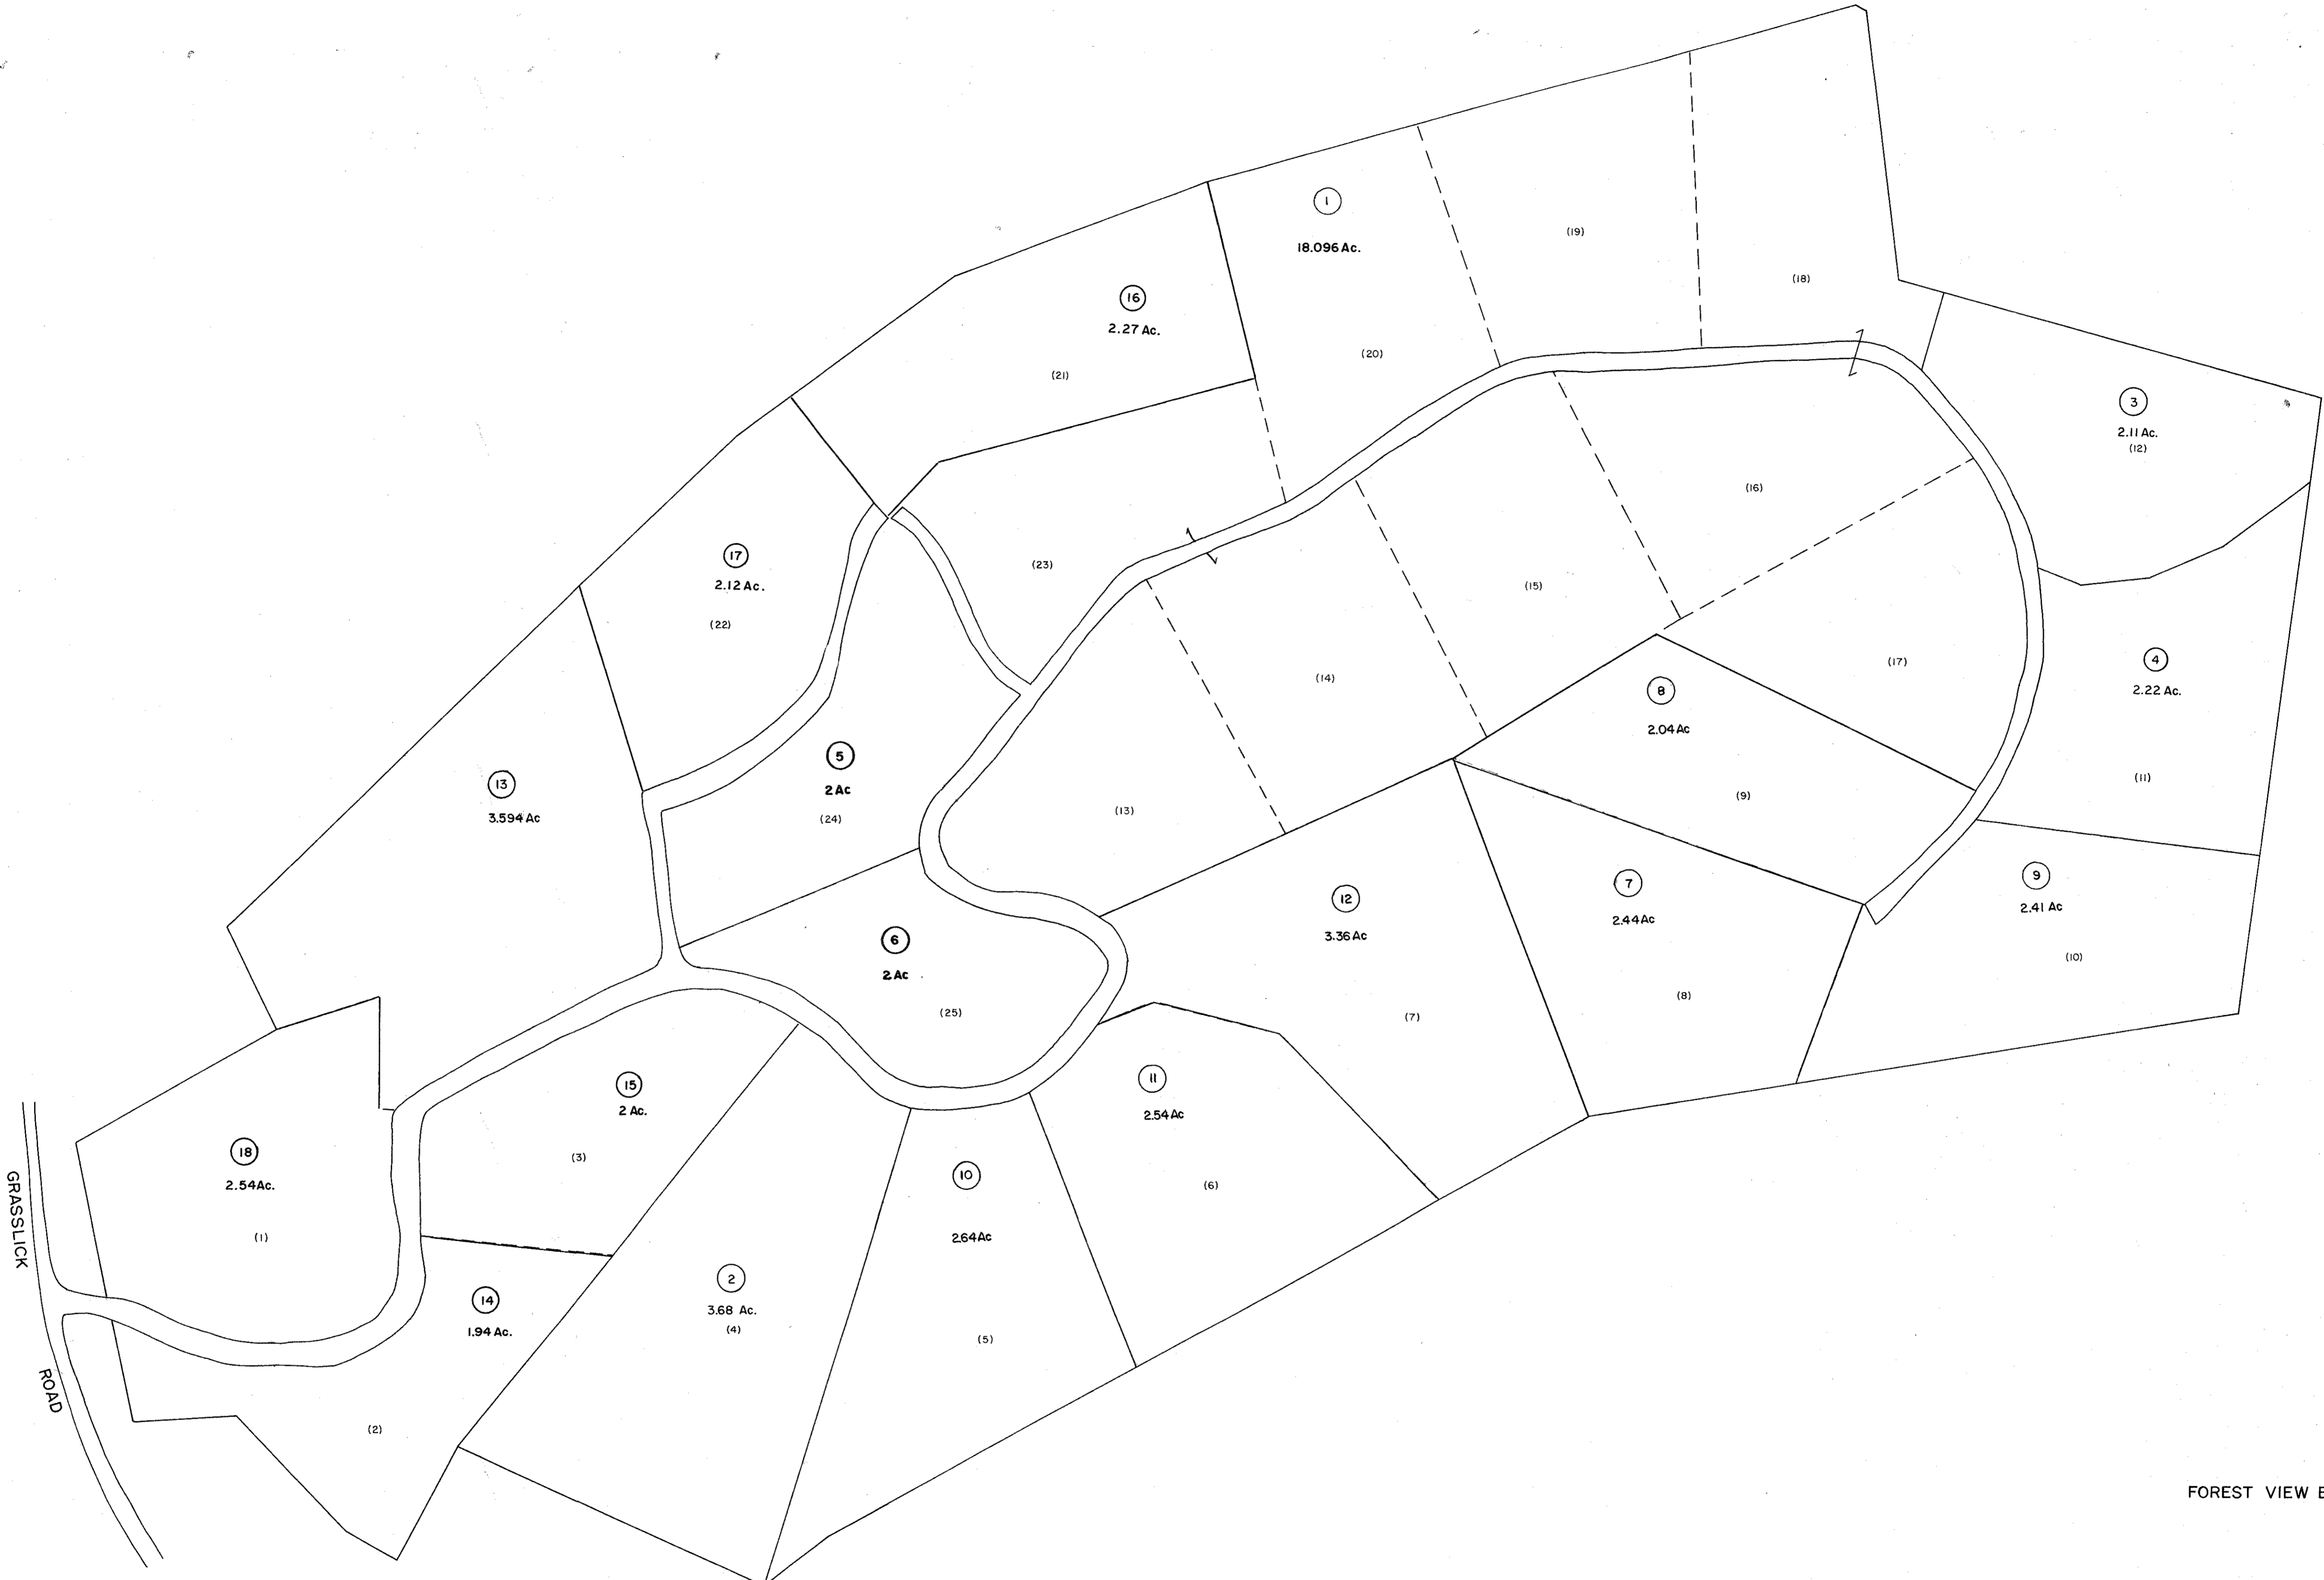 1
18.096 Ac.
(20)
(19)
(18)
16
2.27 Ac.
(21)
3
2.11 Ac.
(12)
17
2.12 Ac.
(22)
(23)
(16)
(15)
(14)
(13)
(17)
4
2.22 Ac.
(11)
8
2.04 Ac
(9)
5
2 Ac
(24)
13
3.594 Ac
9
2.41 Ac
(10)
7
2.44 Ac
(8)
12
3.36 Ac
(7)
6
2 Ac
(25)
11
2.54 Ac
(6)
15
2 Ac.
(3)
18
2.54 Ac.
(1)
10
2.64 Ac
(5)
2
3.68 Ac.
(4)
14
1.94 Ac.
(2)
GRASSLICK
ROAD
FOREST VIEW